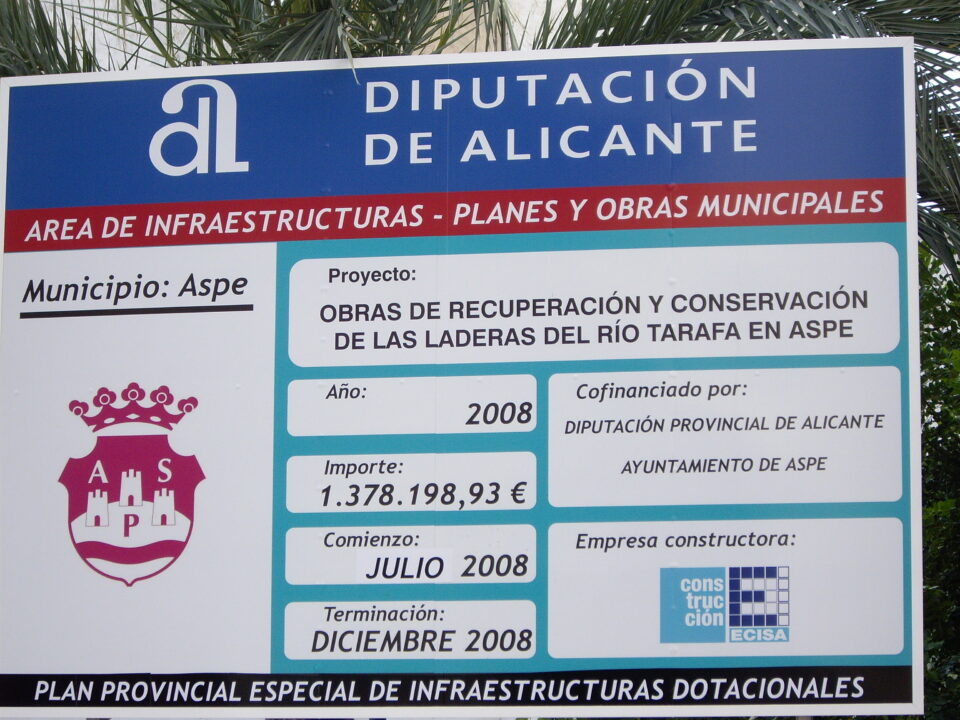 DIPUTACIÓN
DE ALICANTE
AREA DE INFRAESTRUCTURAS - PLANES Y OBRAS MUNICIPALES
Municipio: Aspe
Proyecto:
OBRAS DE RECUPERACIÓN Y CONSERVACIÓN
DE LAS LADERAS DEL RÍO TARAFA EN ASPE
Año:
2008
Importe:
1.378.198,93 €
Comienzo:
JULIO 2008
Terminación:
DICIEMBRE 2008
Cofinanciado por:
DIPUTACIÓN PROVINCIAL DE ALICANTE
AYUNTAMIENTO DE ASPE
Empresa constructora:
cons
truc
ción
E
ECISA
A S
P
PLAN PROVINCIAL ESPECIAL DE INFRAESTRUCTURAS DOTACIONALES